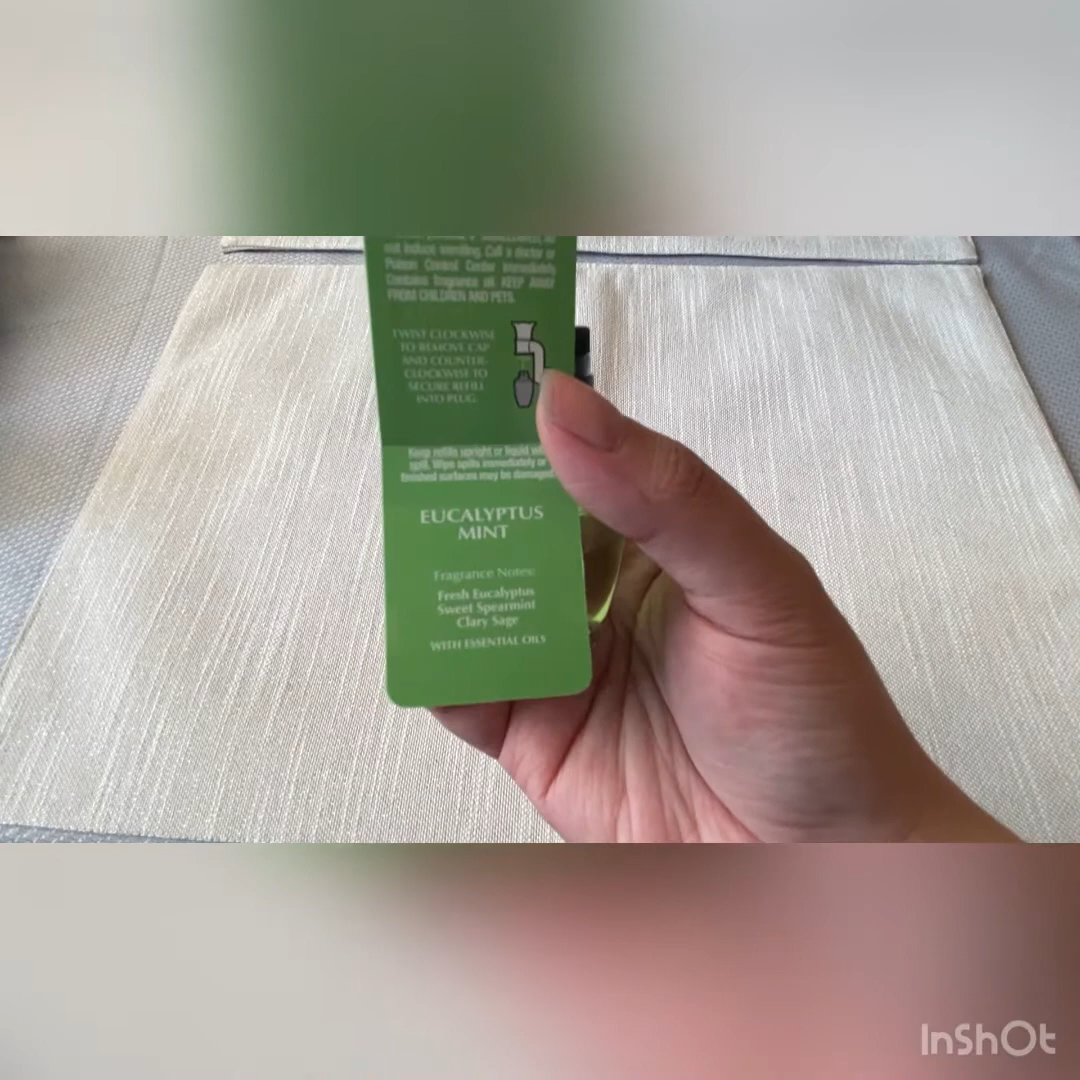 not induce vomiting. Call a doctor or
Poison Control Center immediately.
Contains fragrance oil. KEEP AWAY
FROM CHILDREN AND PETS.
TWIST CLOCKWISE
TO REMOVE CAP
AND COUNTER-
CLOCKWISE TO
SECURE REFILL
INTO PLUG.
Keep refills upright or liquid
spill. Wipe spills immediately or
finished surfaces may be
EUCALYPTUS
MINT
Fragrance Notes:
Fresh Eucalyptus
Sweet Spearmint
Clary Sage
WITH ESSENTIAL OILS
InShOt